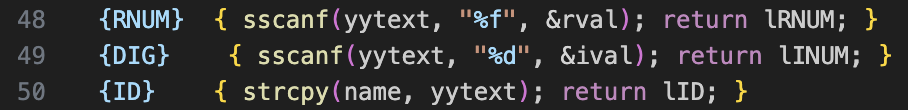 48 {RNUM} { sscanf(yytext, "%f", &rval); return lRNUM; }
49 {DIG} { sscanf(yytext, "%d", &ival); return lINUM; }
50 {ID} { strcpy(name, yytext); return lID; }